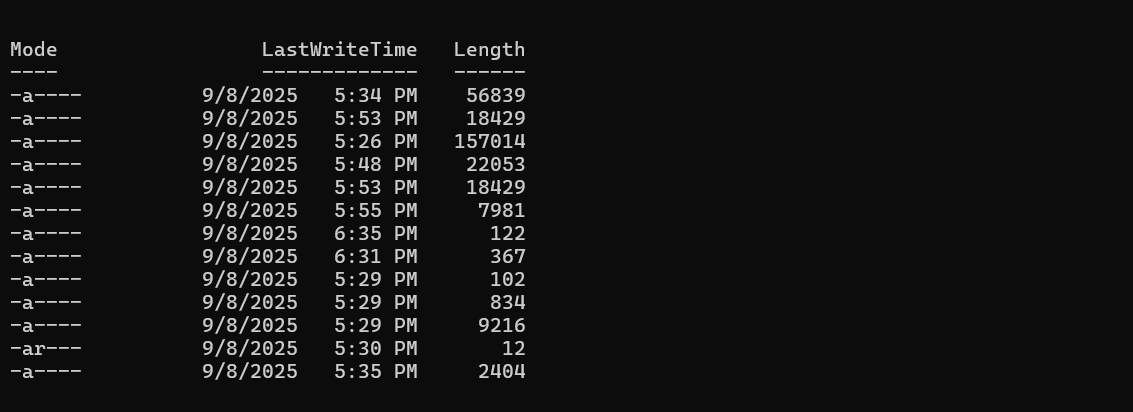 Mode                 LastWriteTime   Length
----                 -------------   ------
-a----          9/8/2025   5:34 PM    56839
-a----          9/8/2025   5:53 PM    18429
-a----          9/8/2025   5:26 PM   157014
-a----          9/8/2025   5:48 PM    22053
-a----          9/8/2025   5:53 PM    18429
-a----          9/8/2025   5:55 PM     7981
-a----          9/8/2025   6:35 PM      122
-a----          9/8/2025   6:31 PM      367
-a----          9/8/2025   5:29 PM      102
-a----          9/8/2025   5:29 PM      834
-a----          9/8/2025   5:29 PM     9216
-ar---          9/8/2025   5:30 PM       12
-a----          9/8/2025   5:35 PM     2404